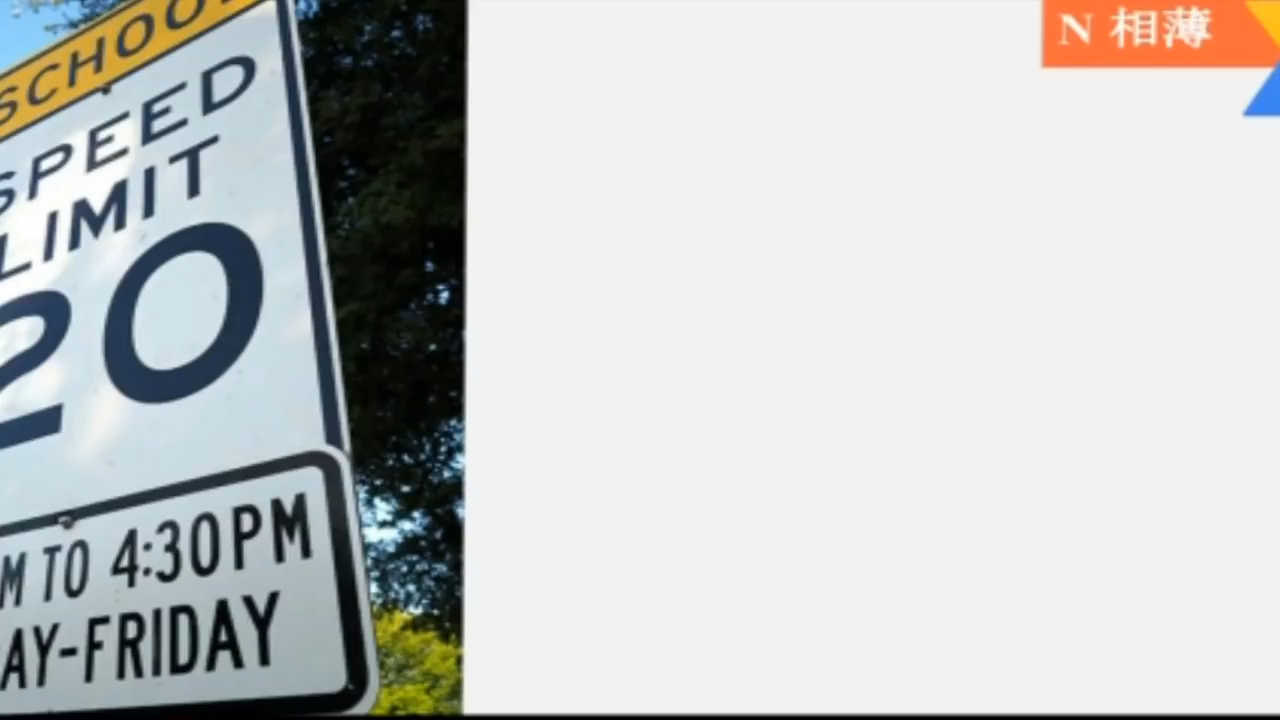 SCHOOL
SPEED
LIMIT
20
M TO 4:30PM
AY-FRIDAY
N 相薄